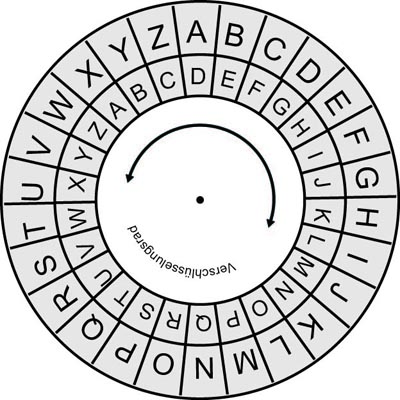 A B C D E F G H I J K L M N O P Q R S U V W X Y Z
A B C D E F G H I J K L M N O P Q R S T U V W X Y Z
Verschlüsselungsrad